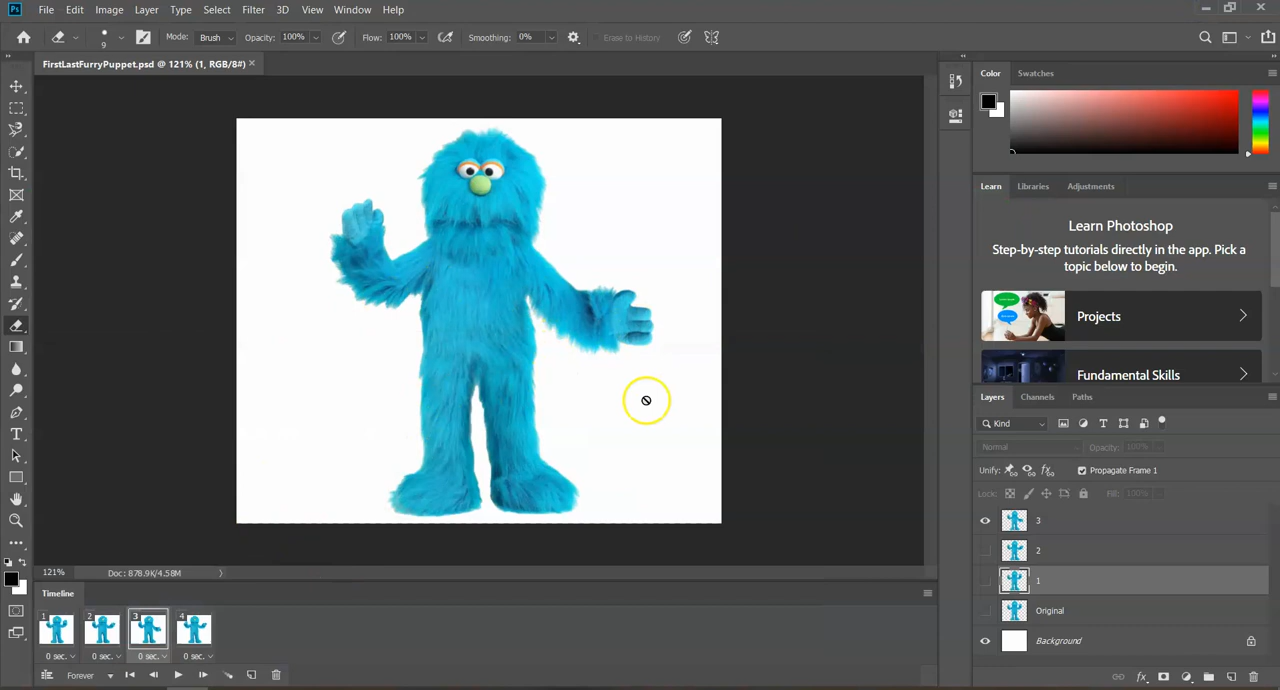 Ps File Edit Image Layer Type Select Filter 3D View Window Help
9 Mode: Brush Opacity: 100% Flow: 100% Smoothing: 0% Erase to History
FirstLastFurryPuppet.psd @ 121% (1, RGB/8#)
Color Swatches
Learn Libraries Adjustments
Learn Photoshop
Step-by-step tutorials directly in the app. Pick a
topic below to begin.
Projects
Fundamental Skills
Layers Channels Paths
Kind
Normal Opacity: 100%
Unify: Propagate Frame 1
Lock: Fill: 100%
3
2
1
Original
Background
121% Doc: 878.9K/4.58M
Timeline
1 2 3 4
0 sec. 0 sec. 0 sec. 0 sec.
Forever